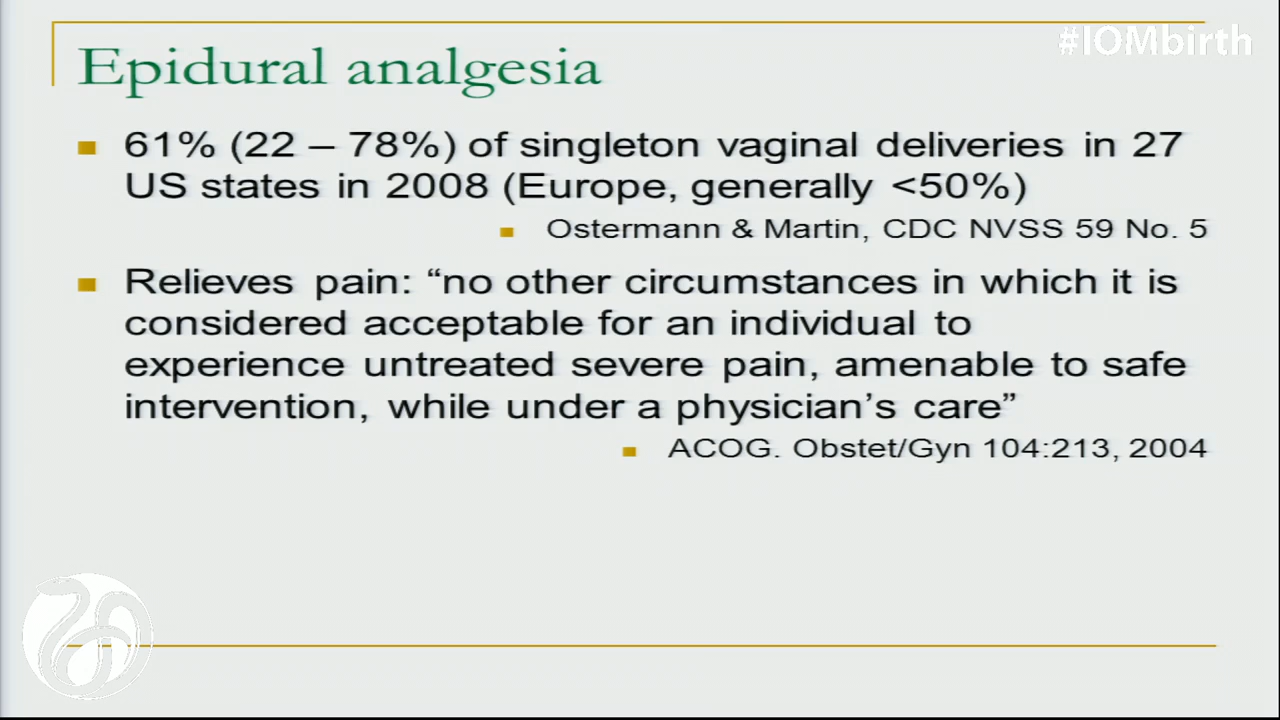 #IOMbirth
Epidural analgesia
61% (22 – 78%) of singleton vaginal deliveries in 27
US states in 2008 (Europe, generally <50%)
Ostermann & Martin, CDC NVSS 59 No. 5
Relieves pain: “no other circumstances in which it is
considered acceptable for an individual to
experience untreated severe pain, amenable to safe
intervention, while under a physician’s care”
ACOG. Obstet/Gyn 104:213, 2004